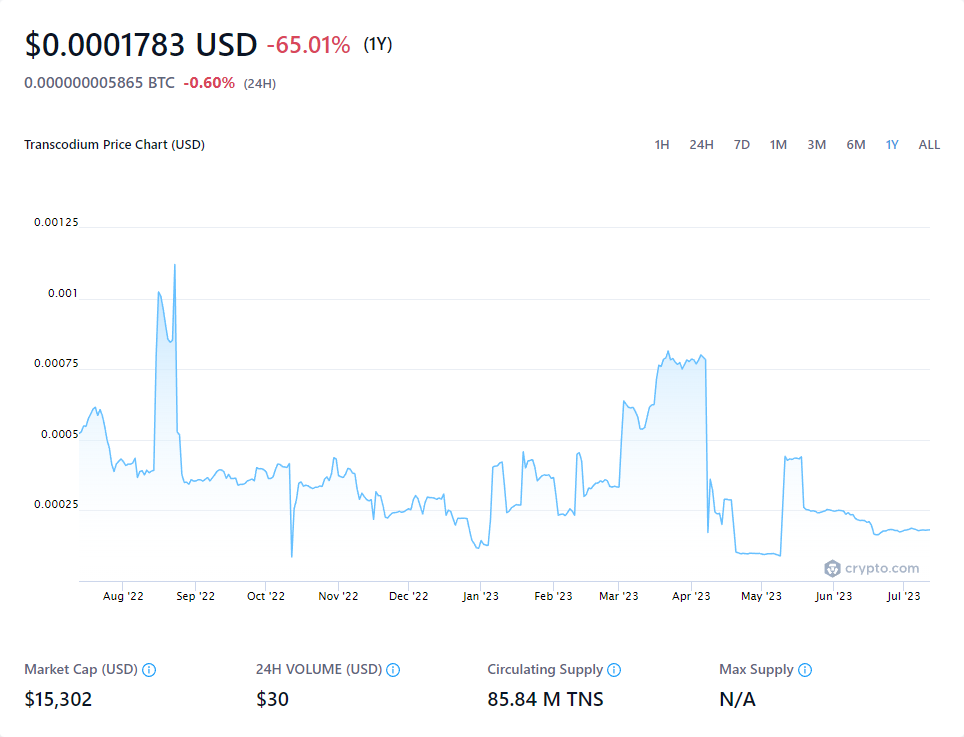 $0.0001783 USD -65.01% (1Y)
0.000000005865 BTC -0.60% (24H)
Transcodium Price Chart (USD) 1H 24H 7D 1M 3M 6M 1Y ALL
0.00125
0.001
0.00075
0.0005
0.00025
crypto.com
Aug '22 Sep '22 Oct '22 Nov '22 Dec '22 Jan '23 Feb '23 Mar '23 Apr '23 May '23 Jun '23 Jul '23
Market Cap (USD) 24H VOLUME (USD) Circulating Supply Max Supply
$15,302 $30 85.84 M TNS N/A